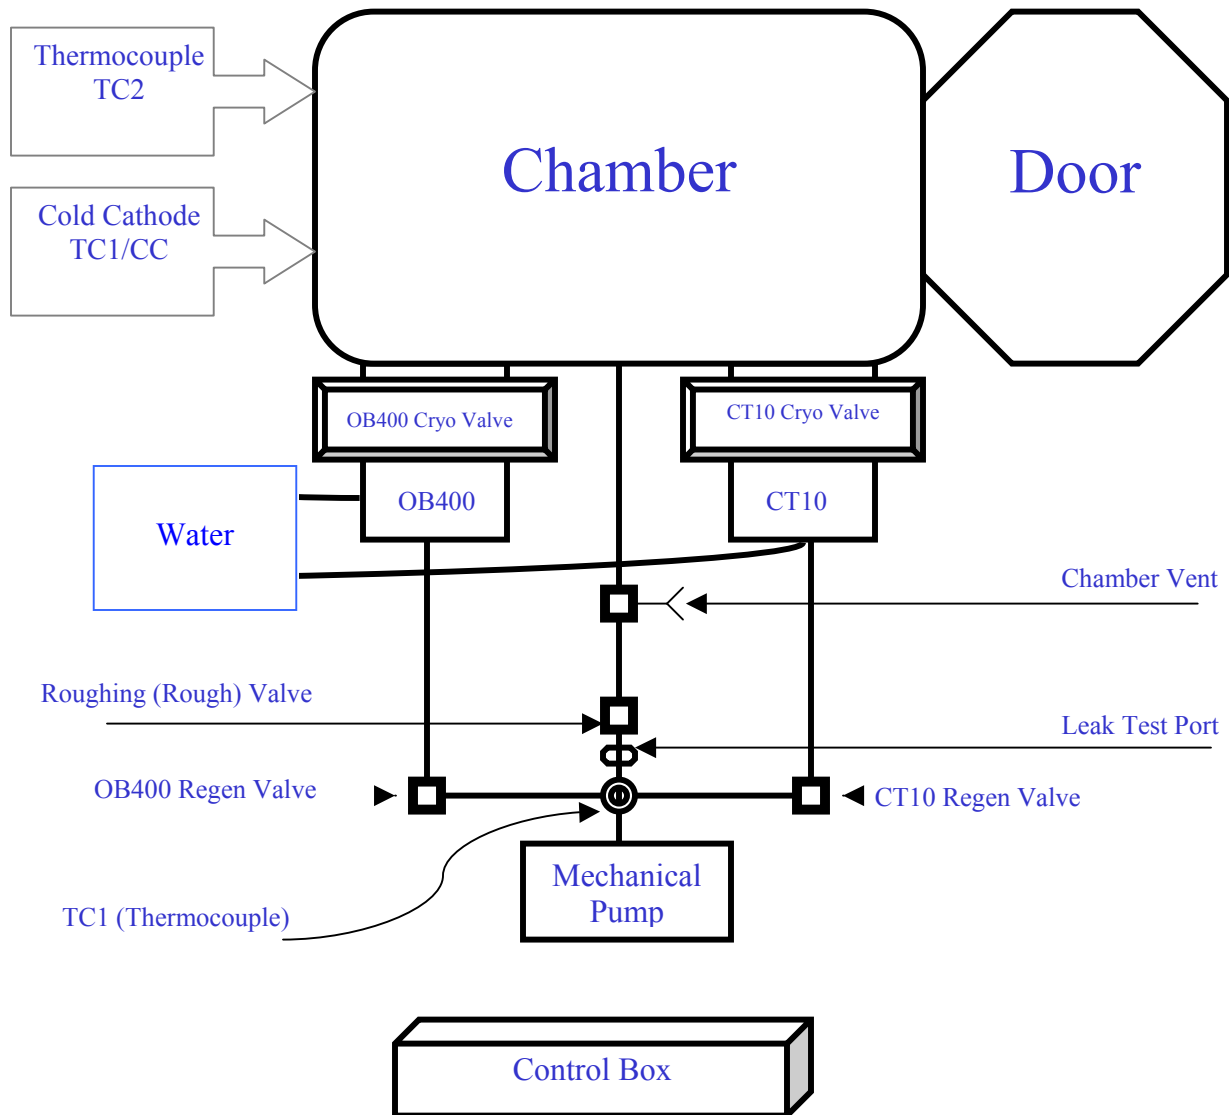 Thermocouple
TC2
Chamber
Door
Cold Cathode
TC1/CC
OB400 Cryo Valve
CT10 Cryo Valve
Water
OB400
CT10
Chamber Vent
Roughing (Rough) Valve
Leak Test Port
OB400 Regen Valve
CT10 Regen Valve
Mechanical
Pump
TC1 (Thermocouple)
Control Box